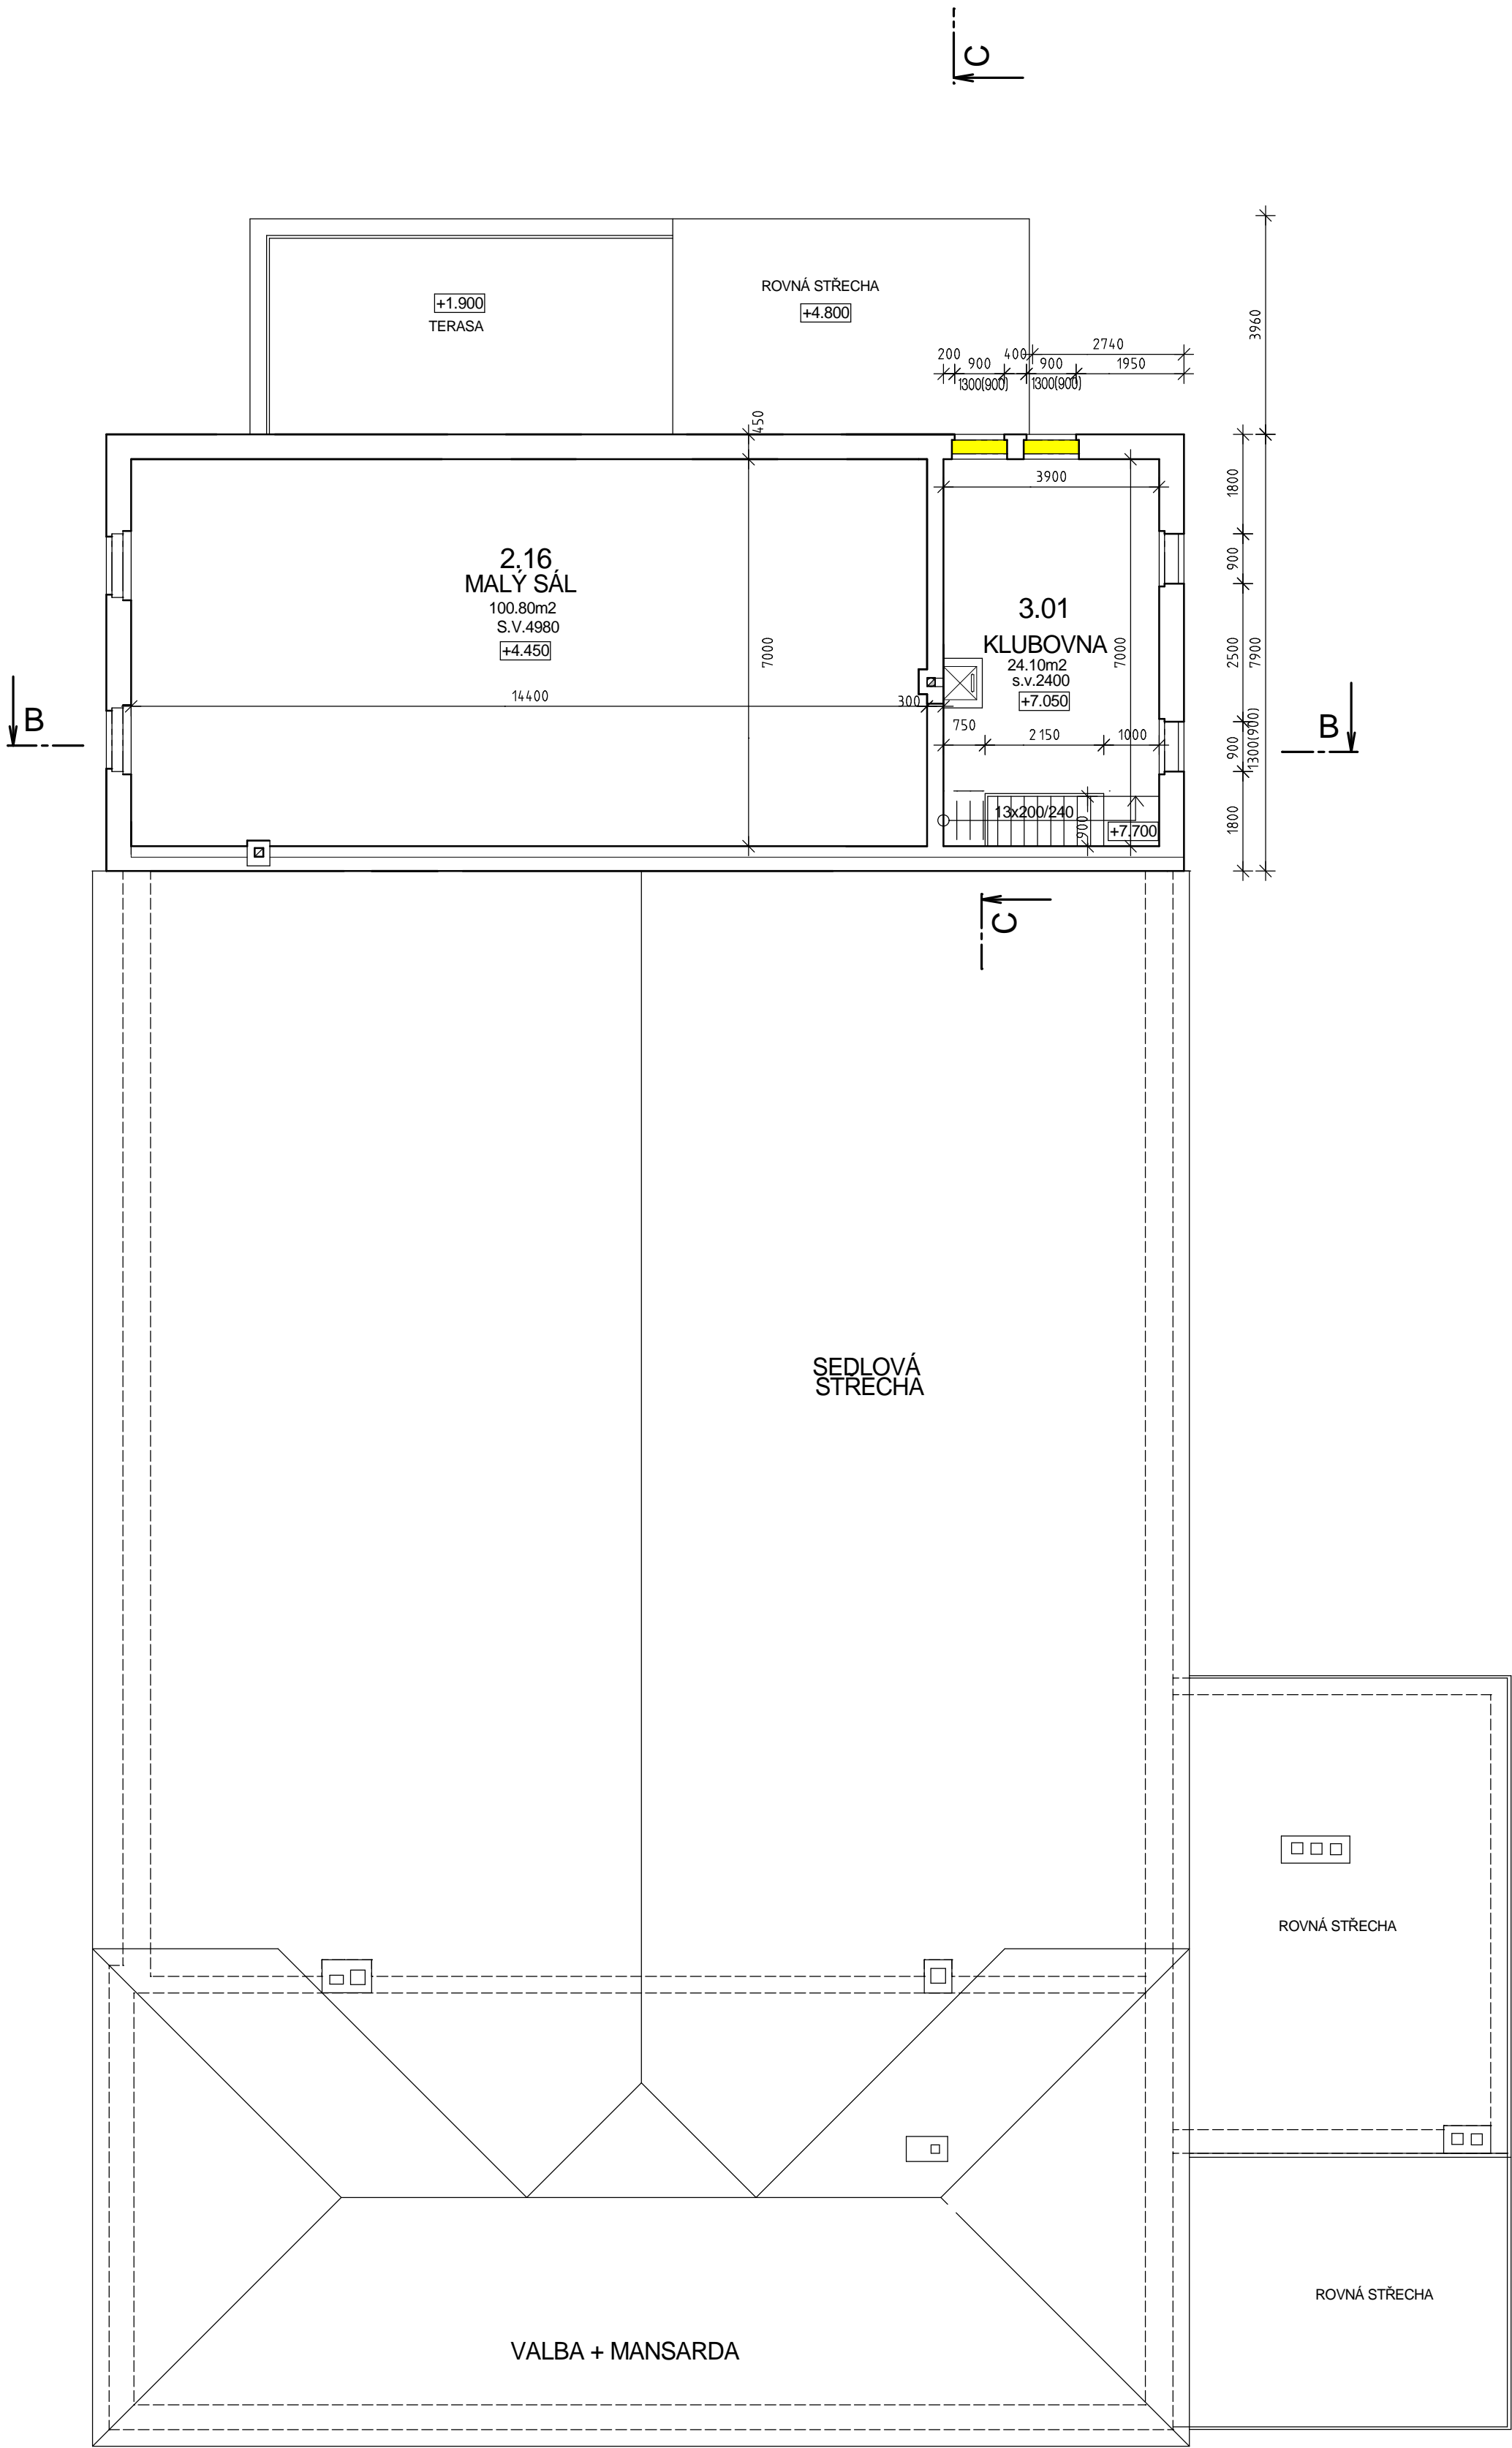 C
+1.900
TERASA
ROVNÁ STŘECHA
+4.800
3960
2740
200
900
400
900
1950
1300(900)
1300(900)
450
3900
1800
900
2500
7900
900
1300(900)
1800
2.16
MALÝ SÁL
100.80m2
S.V.4980
+4.450
7000
14400
300
3.01
KLUBOVNA
24.10m2
s.v.2400
+7.050
7000
750
2150
1000
13x200/240
900
+7.700
B
B
C
SEDLOVÁ
STŘECHA
ROVNÁ STŘECHA
ROVNÁ STŘECHA
VALBA + MANSARDA